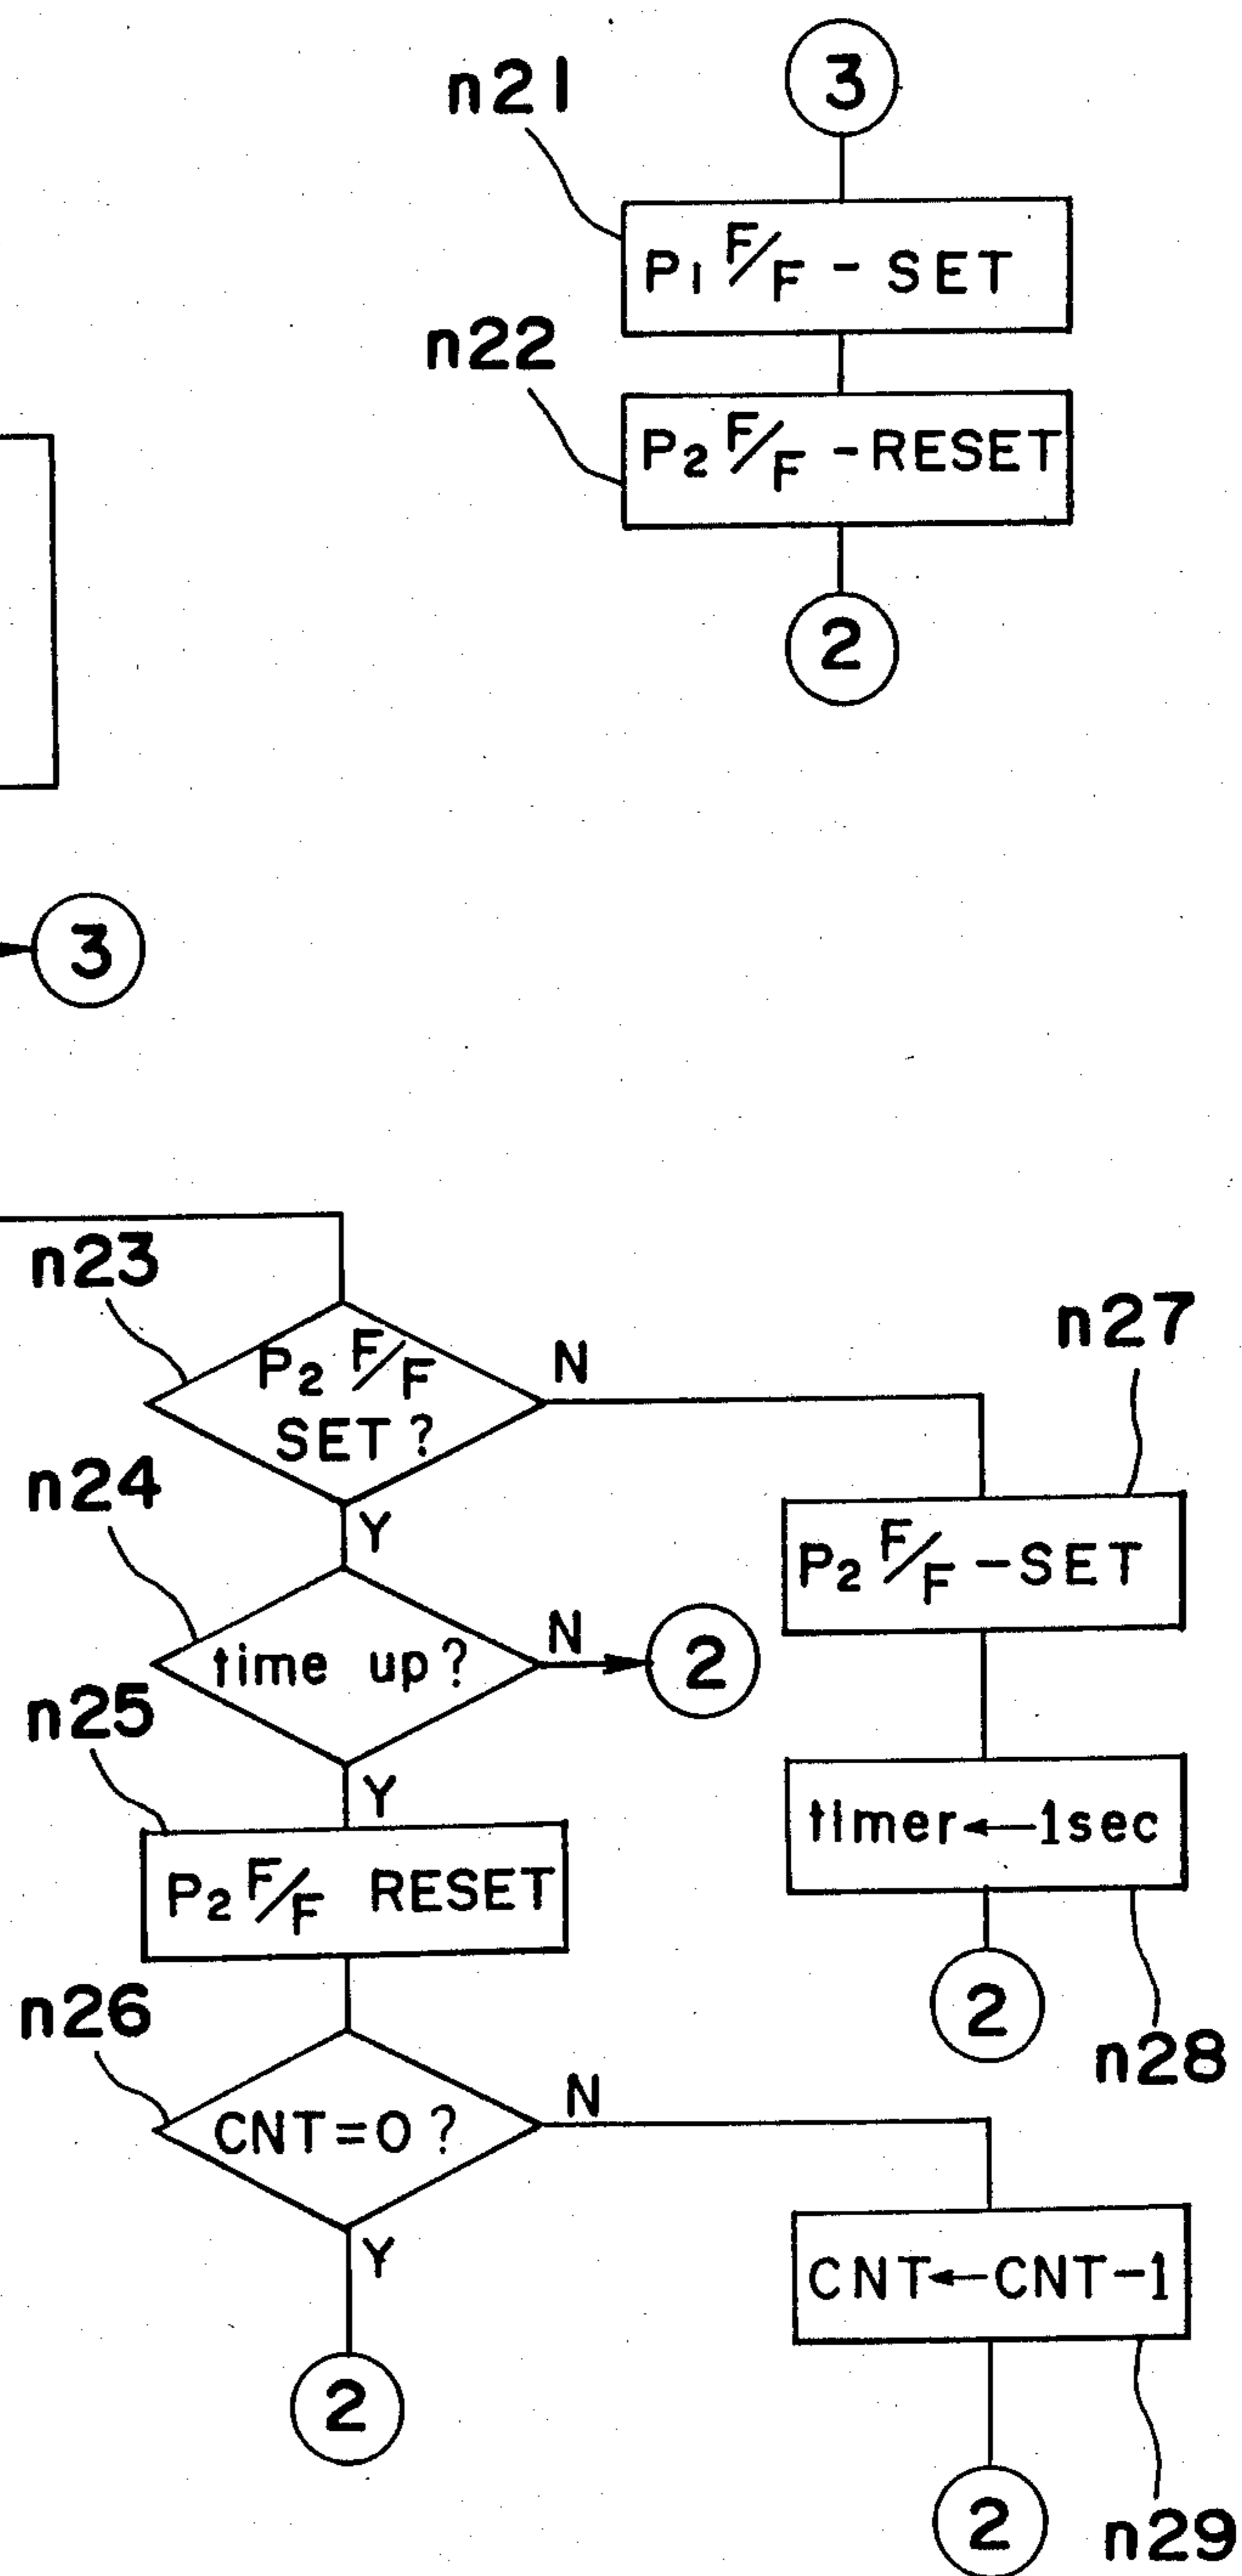 3
n21
P1 F/F - SET
n22
P2 F/F - RESET
2
3
n23
P2 F/F
SET ?
N
n27
n24
Y
P2 F/F - SET
time up ?
N
2
n25
Y
timer←1sec
P2 F/F RESET
2
n28
n26
CNT=0 ?
N
Y
CNT←CNT-1
2
2
n29